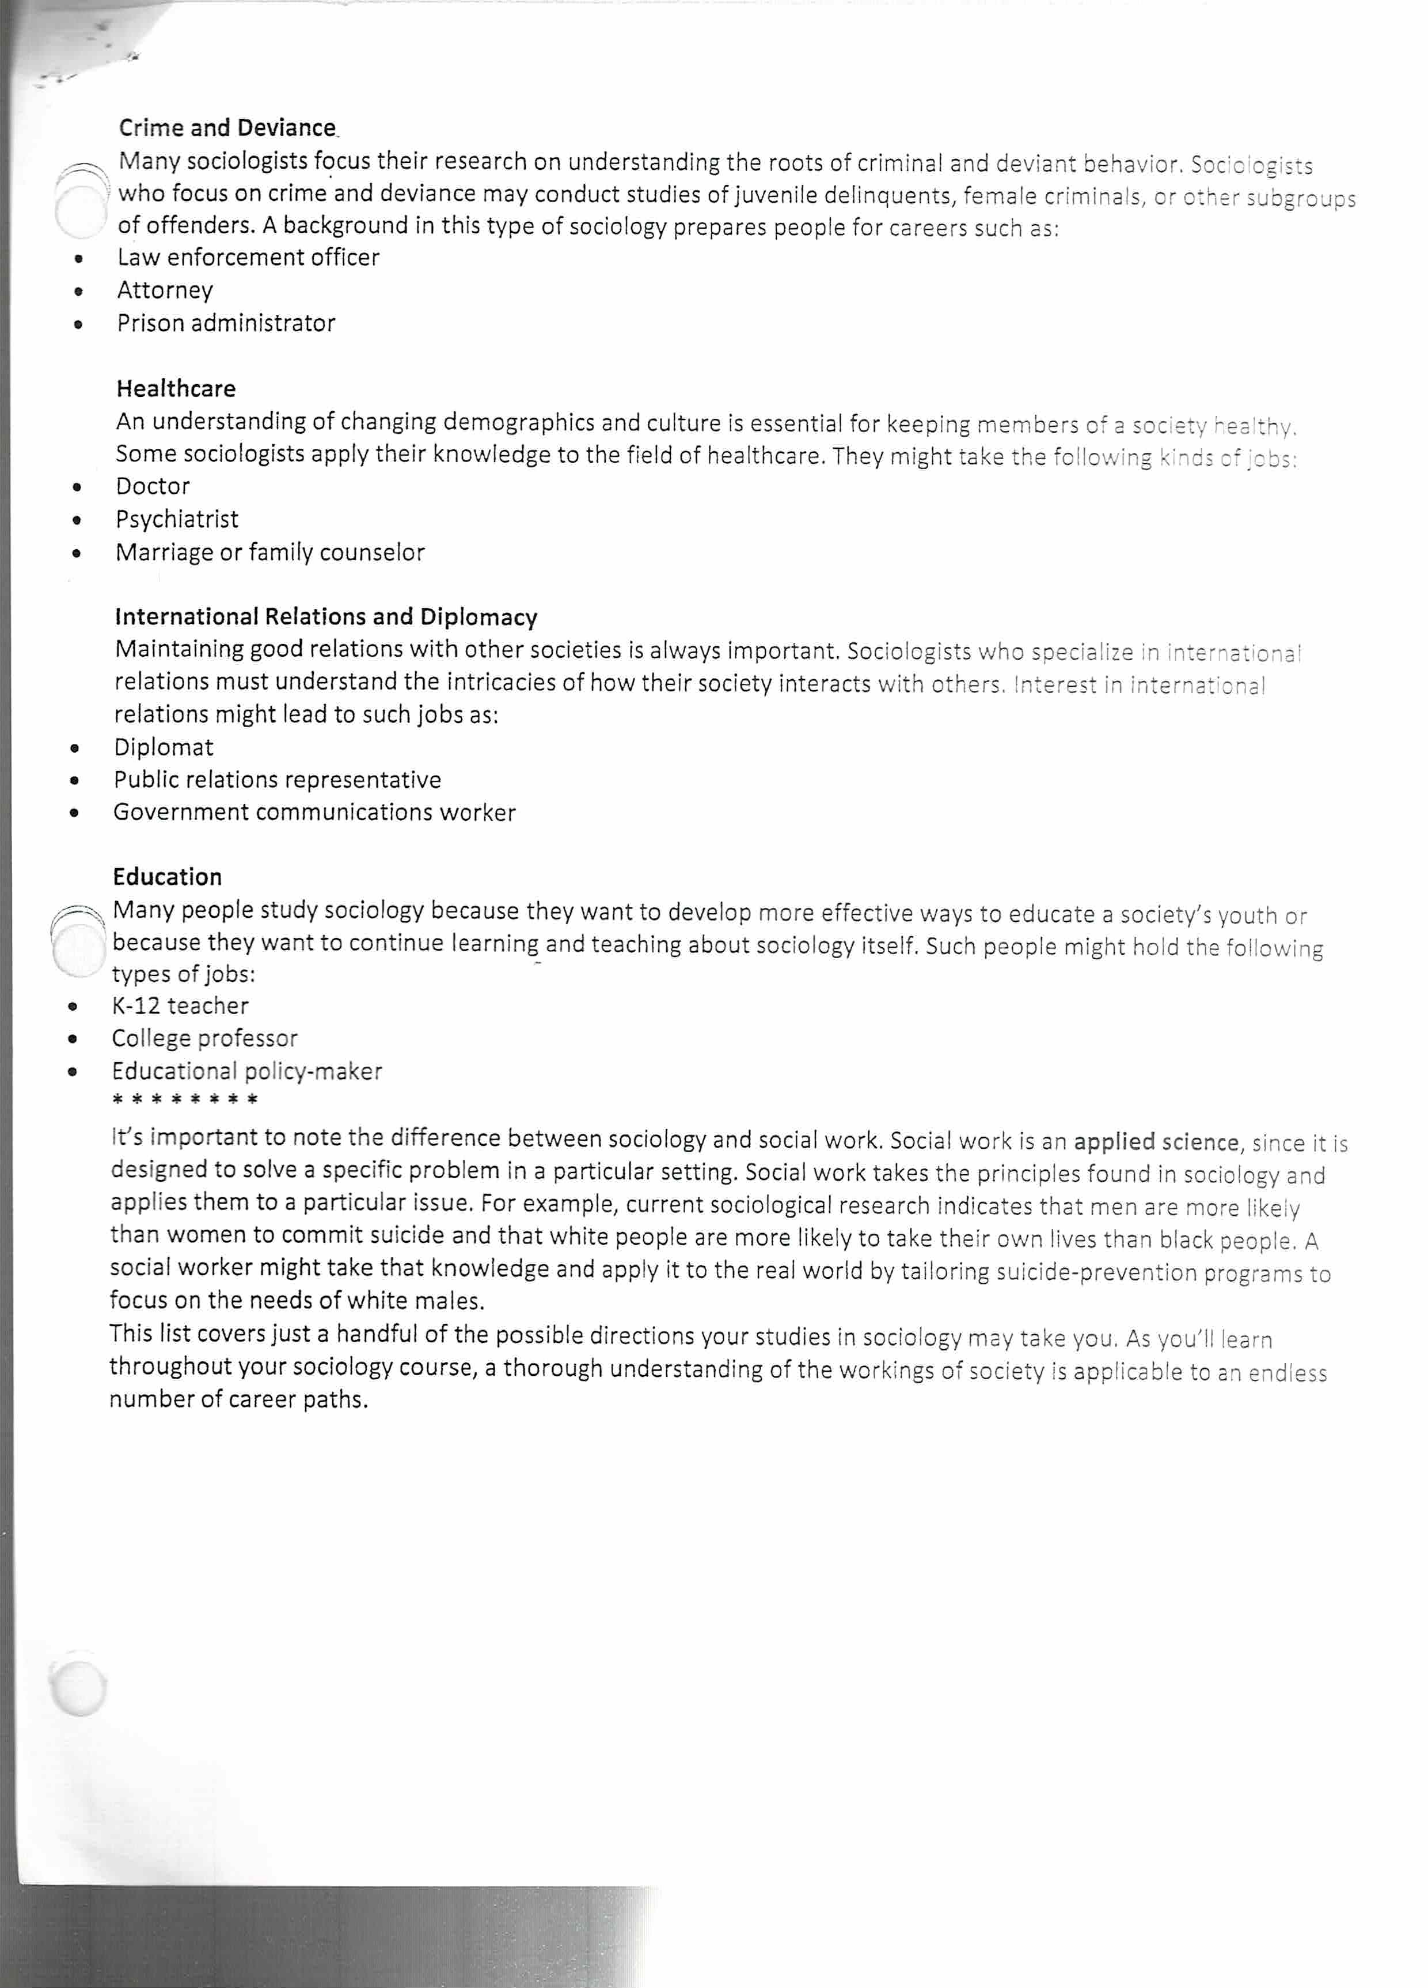 Crime and Deviance
Many sociologists focus their research on understanding the roots of criminal and deviant behavior. Sociologists
who focus on crime and deviance may conduct studies of juvenile delinquents, female criminals, or other subgroups
of offenders. A background in this type of sociology prepares people for careers such as:
• Law enforcement officer
• Attorney
• Prison administrator
Healthcare
An understanding of changing demographics and culture is essential for keeping members of a society healthy.
Some sociologists apply their knowledge to the field of healthcare. They might take the following kinds of jobs:
• Doctor
• Psychiatrist
• Marriage or family counselor
International Relations and Diplomacy
Maintaining good relations with other societies is always important. Sociologists who specialize in international
relations must understand the intricacies of how their society interacts with others. Interest in international
relations might lead to such jobs as:
• Diplomat
• Public relations representative
• Government communications worker
Education
Many people study sociology because they want to develop more effective ways to educate a society's youth or
because they want to continue learning and teaching about sociology itself. Such people might hold the following
types of jobs:
• K-12 teacher
• College professor
• Educational policy-maker
* * * * * * * *
It's important to note the difference between sociology and social work. Social work is an applied science, since it is
designed to solve a specific problem in a particular setting. Social work takes the principles found in sociology and
applies them to a particular issue. For example, current sociological research indicates that men are more likely
than women to commit suicide and that white people are more likely to take their own lives than black people. A
social worker might take that knowledge and apply it to the real world by tailoring suicide-prevention programs to
focus on the needs of white males.
This list covers just a handful of the possible directions your studies in sociology may take you. As you'll learn
throughout your sociology course, a thorough understanding of the workings of society is applicable to an endless
number of career paths.